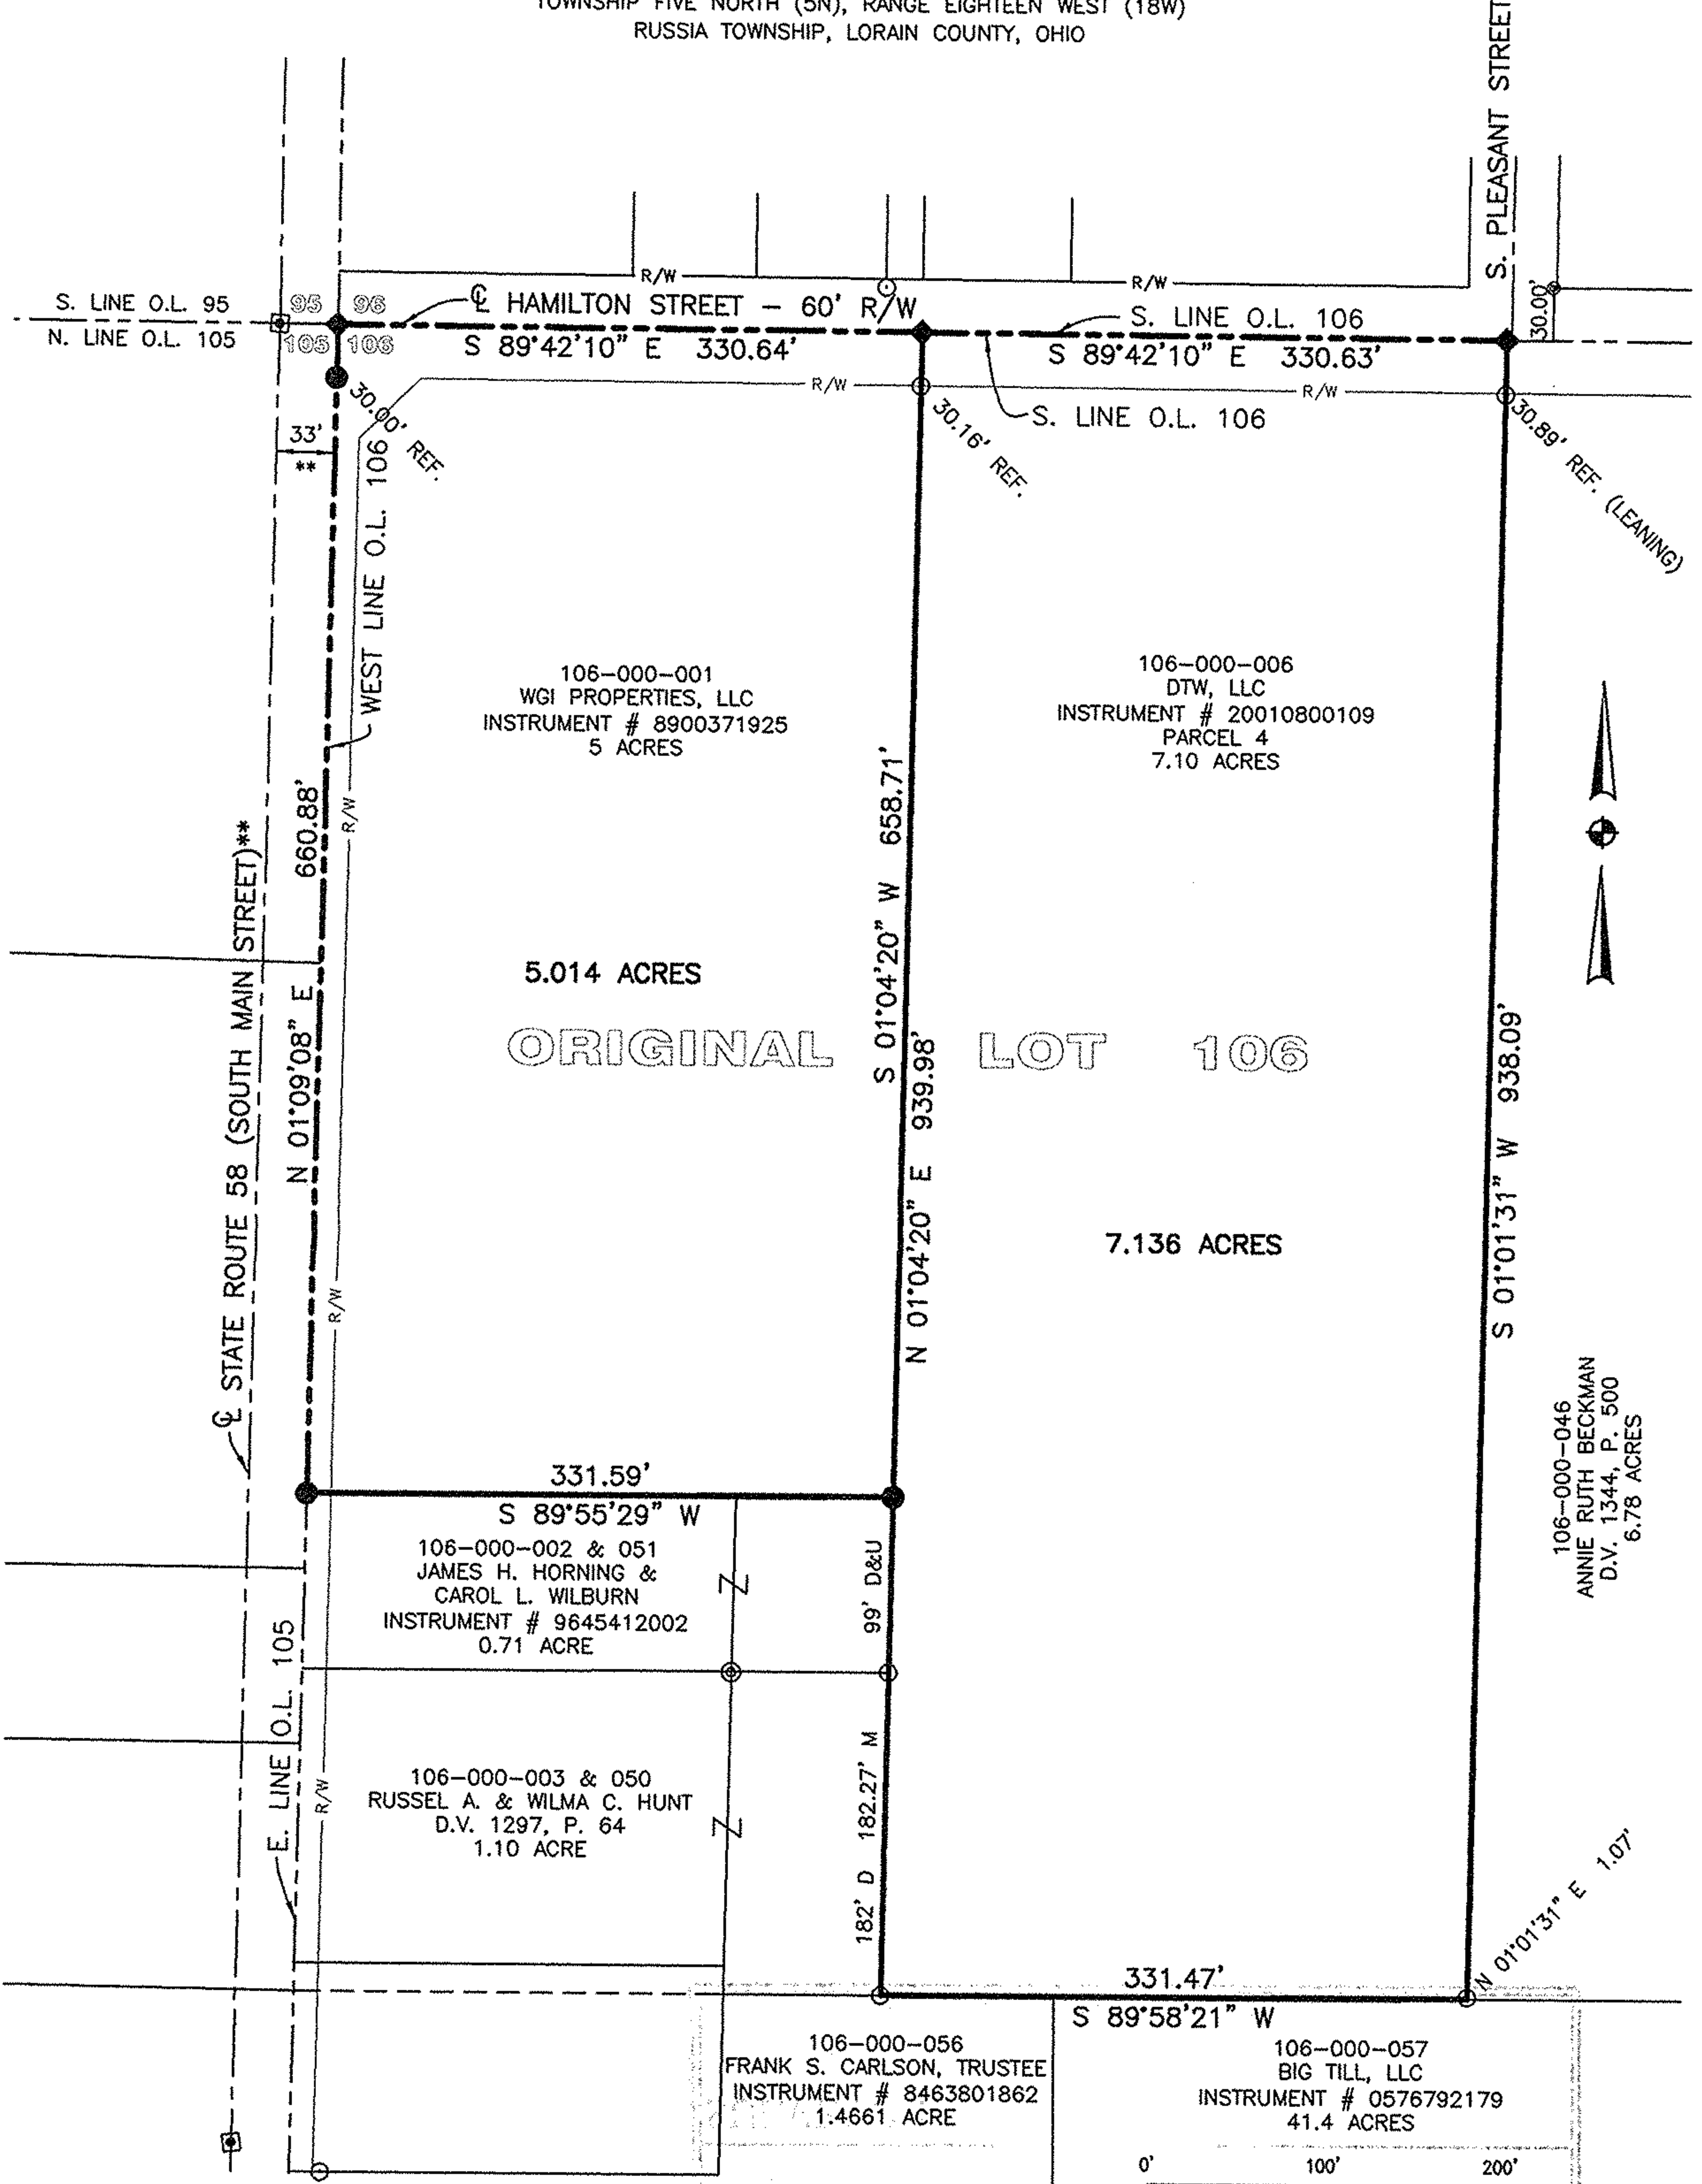 TOWNSHIP FIVE NORTH (5N), RANGE EIGHTEEN WEST (18W)
RUSSIA TOWNSHIP, LORAIN COUNTY, OHIO
S. PLEASANT STREET
S. LINE O.L. 95
N. LINE O.L. 105
95
96
105
106
R/W
R/W
℄ HAMILTON STREET – 60' R/W
S 89°42'10" E 330.64'
S. LINE O.L. 106
S 89°42'10" E 330.63'
30.00'
R/W
R/W
S. LINE O.L. 106
30.00' REF.
30.16' REF.
30.89' REF. (LEANING)
33'
**
WEST LINE O.L. 106
106–000–001
WGI PROPERTIES, LLC
INSTRUMENT # 8900371925
5 ACRES
106–000–006
DTW, LLC
INSTRUMENT # 20010800109
PARCEL 4
7.10 ACRES
N 01°09'08" E 660.88'
R/W
S 01°04'20" W 658.71'
N 01°04'20" E 939.98'
S 01°01'31" W 938.09'
℄ STATE ROUTE 58 (SOUTH MAIN STREET)**
5.014 ACRES
ORIGINAL LOT 106
7.136 ACRES
R/W
331.59'
S 89°55'29" W
106–000–002 & 051
JAMES H. HORNING &
CAROL L. WILBURN
INSTRUMENT # 9645412002
0.71 ACRE
99' D&U
106–000–046
ANNIE RUTH BECKMAN
D.V. 1344, P. 500
6.78 ACRES
E. LINE O.L. 105
R/W
106–000–003 & 050
RUSSEL A. & WILMA C. HUNT
D.V. 1297, P. 64
1.10 ACRE
182' D 182.27' M
N 01°01'31" E 1.07'
331.47'
S 89°58'21" W
106–000–056
FRANK S. CARLSON, TRUSTEE
INSTRUMENT # 8463801862
1.4661 ACRE
106–000–057
BIG TILL, LLC
INSTRUMENT # 0576792179
41.4 ACRES
0' 100' 200'